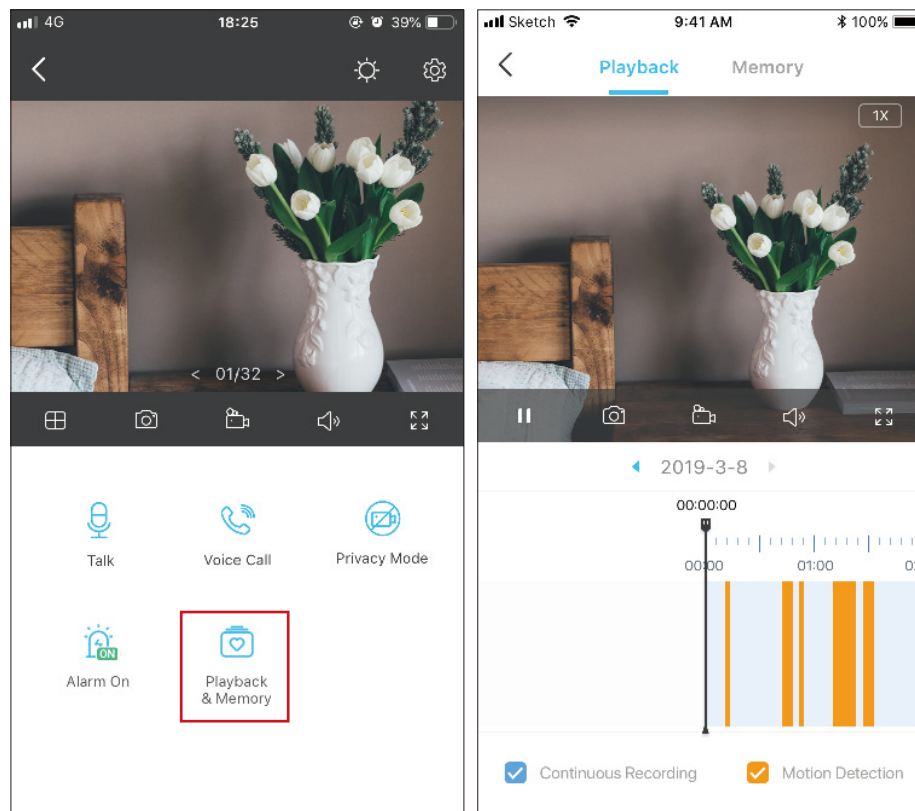 4G 18:25 39%
< 01/32 >
Talk
Voice Call
Privacy Mode
ON
Alarm On
Playback
& Memory
Sketch 9:41 AM 100%
Playback Memory
1X
2019-3-8
00:00:00
00:00 01:00
Continuous Recording
Motion Detection